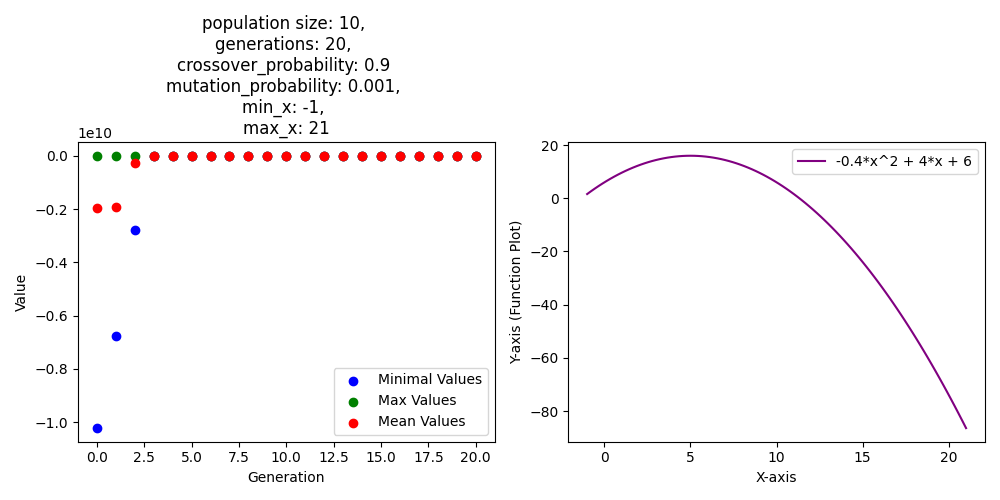 population size: 10,
generations: 20,
crossover_probability: 0.9
mutation_probability: 0.001,
min_x: -1,
max_x: 21
1e10
0.0
−0.2
−0.4
−0.6
−0.8
−1.0
Value
0.0 2.5 5.0 7.5 10.0 12.5 15.0 17.5 20.0
Generation
Minimal Values
Max Values
Mean Values
20
0
−20
−40
−60
−80
Y-axis (Function Plot)
0 5 10 15 20
X-axis
-0.4*x^2 + 4*x + 6